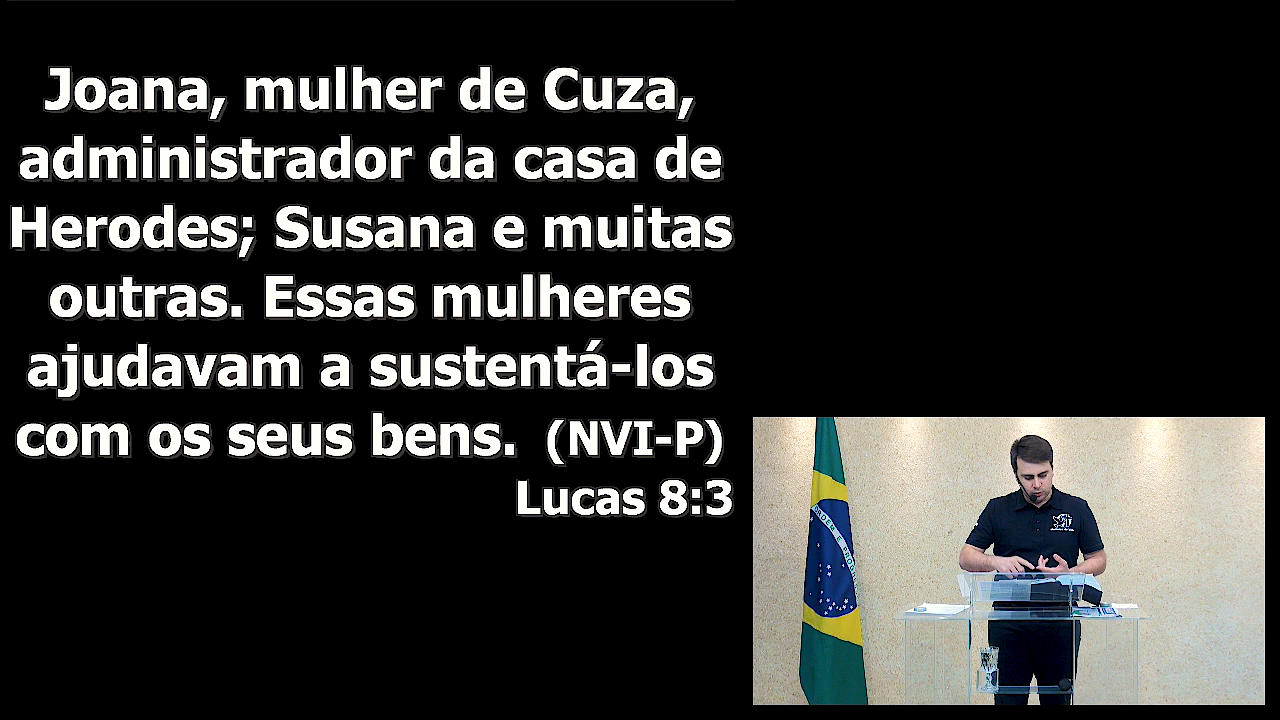 Joana, mulher de Cuza,
administrador da casa de
Herodes; Susana e muitas
outras. Essas mulheres
ajudavam a sustentá-los
com os seus bens. (NVI-P)
Lucas 8:3